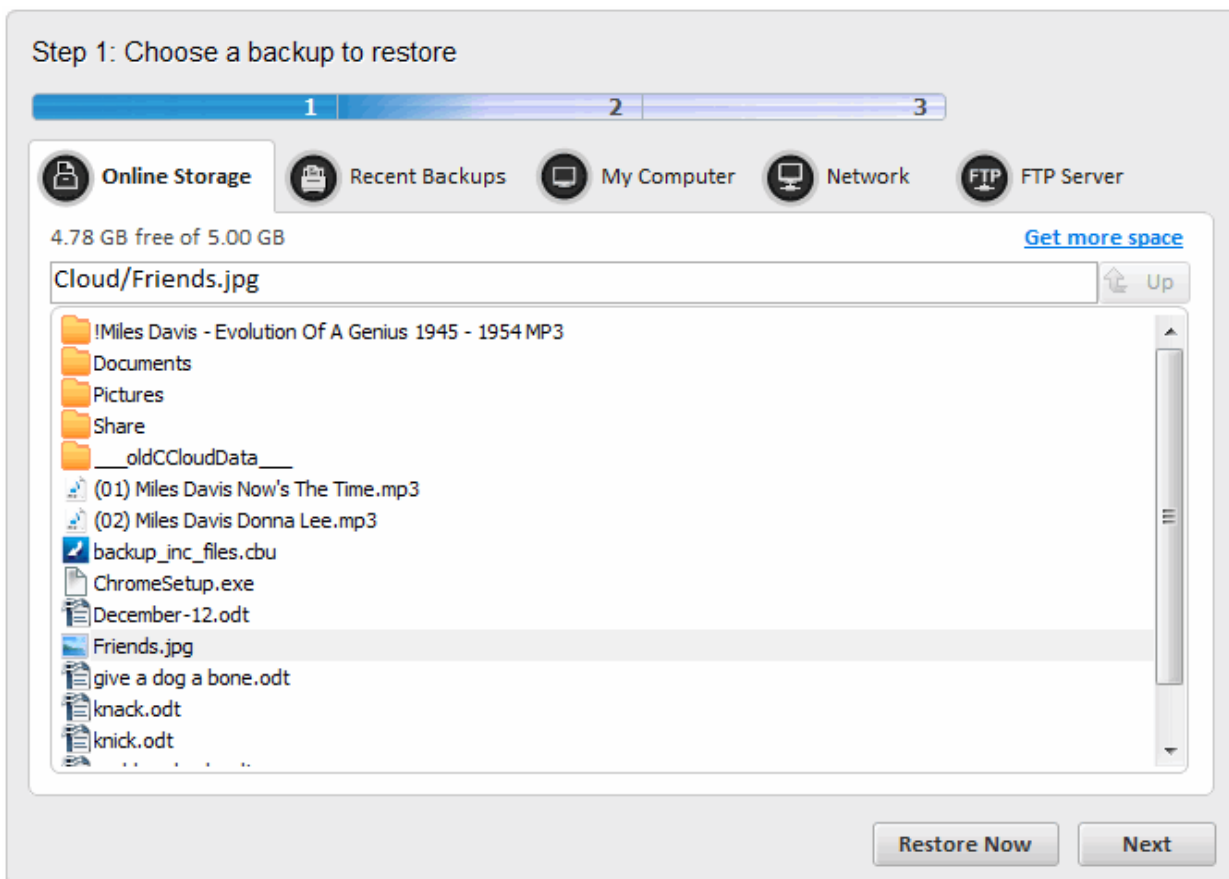 Step 1: Choose a backup to restore
1 2 3
Online Storage Recent Backups My Computer Network FTP FTP Server
4.78 GB free of 5.00 GB Get more space
Cloud/Friends.jpg Up
!Miles Davis - Evolution Of A Genius 1945 - 1954 MP3
Documents
Pictures
Share
___oldCCloudData___
(01) Miles Davis Now's The Time.mp3
(02) Miles Davis Donna Lee.mp3
backup_inc_files.cbu
ChromeSetup.exe
December-12.odt
Friends.jpg
give a dog a bone.odt
knack.odt
knick.odt
Restore Now Next